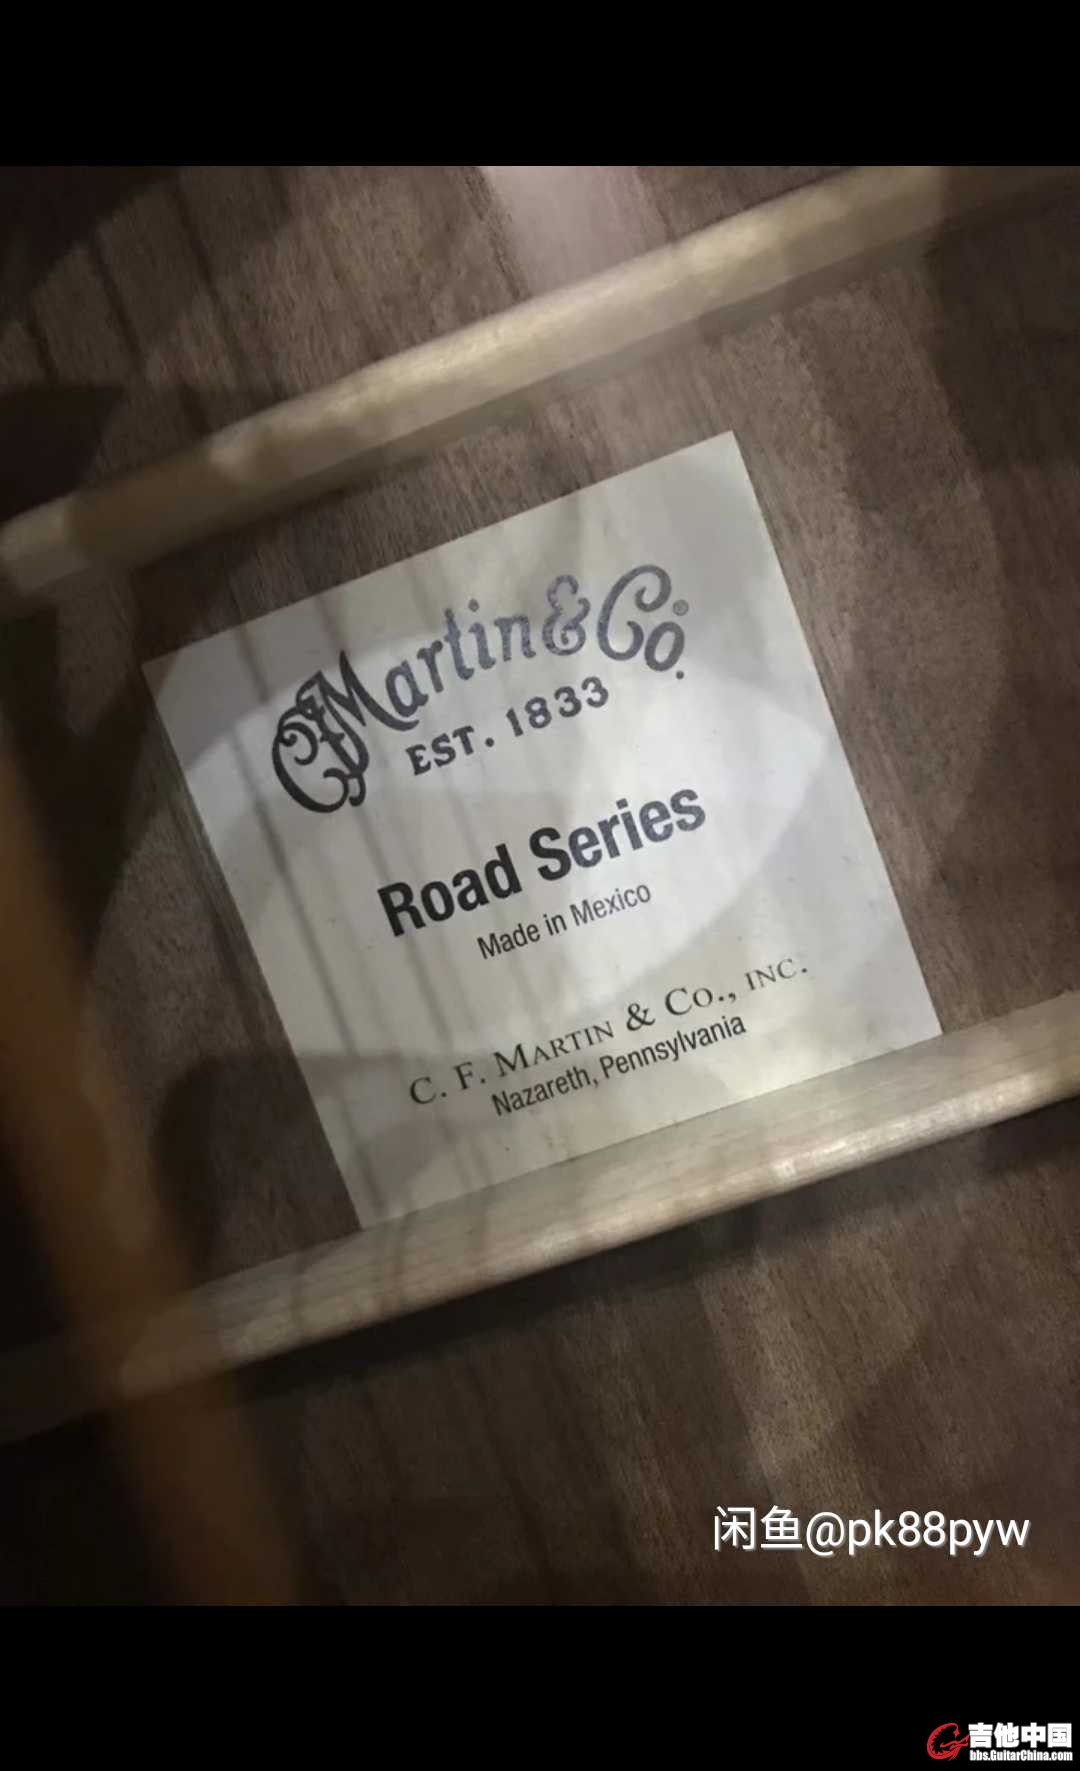 CFMartin & Co.®
EST. 1833
Road Series
Made in Mexico
C. F. MARTIN & CO., INC.
Nazareth, Pennsylvania
闲鱼@pk88pyw
吉他中国
bbs.GuitarChina.com